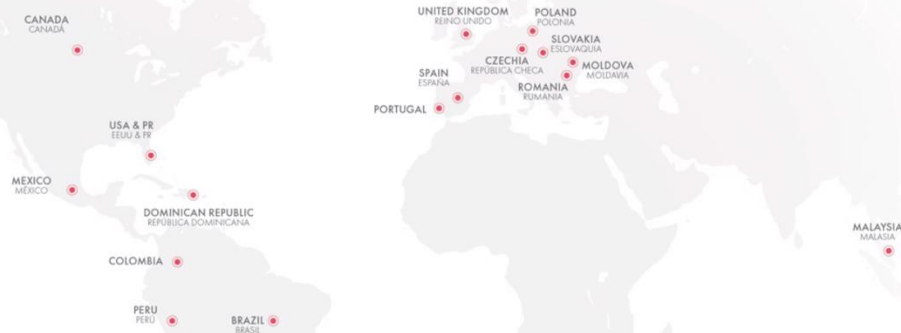 CANADA
CANADÁ
UNITED KINGDOM
REINO UNIDO
POLAND
POLONIA
SLOVAKIA
ESLOVAQUIA
CZECHIA
REPÚBLICA CHECA
MOLDOVA
MOLDAVIA
SPAIN
ESPAÑA
ROMANIA
RUMANÍA
PORTUGAL
USA & PR
EEUU & PR
MEXICO
MÉXICO
DOMINICAN REPUBLIC
REPÚBLICA DOMINICANA
MALAYSIA
MALASIA
COLOMBIA
PERU
PERÚ
BRAZIL
BRASIL